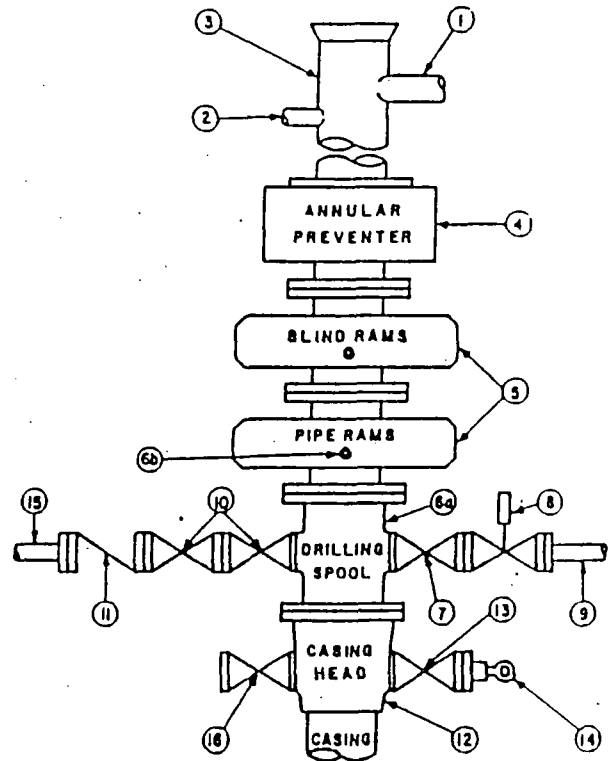 1
3
2
ANNULAR
PREVENTER
4
BLIND RAMS
5
PIPE RAMS
6b
6a
8
15
10
DRILLING
SPOOL
11
7
9
13
CASING
HEAD
16
12
14
CASING